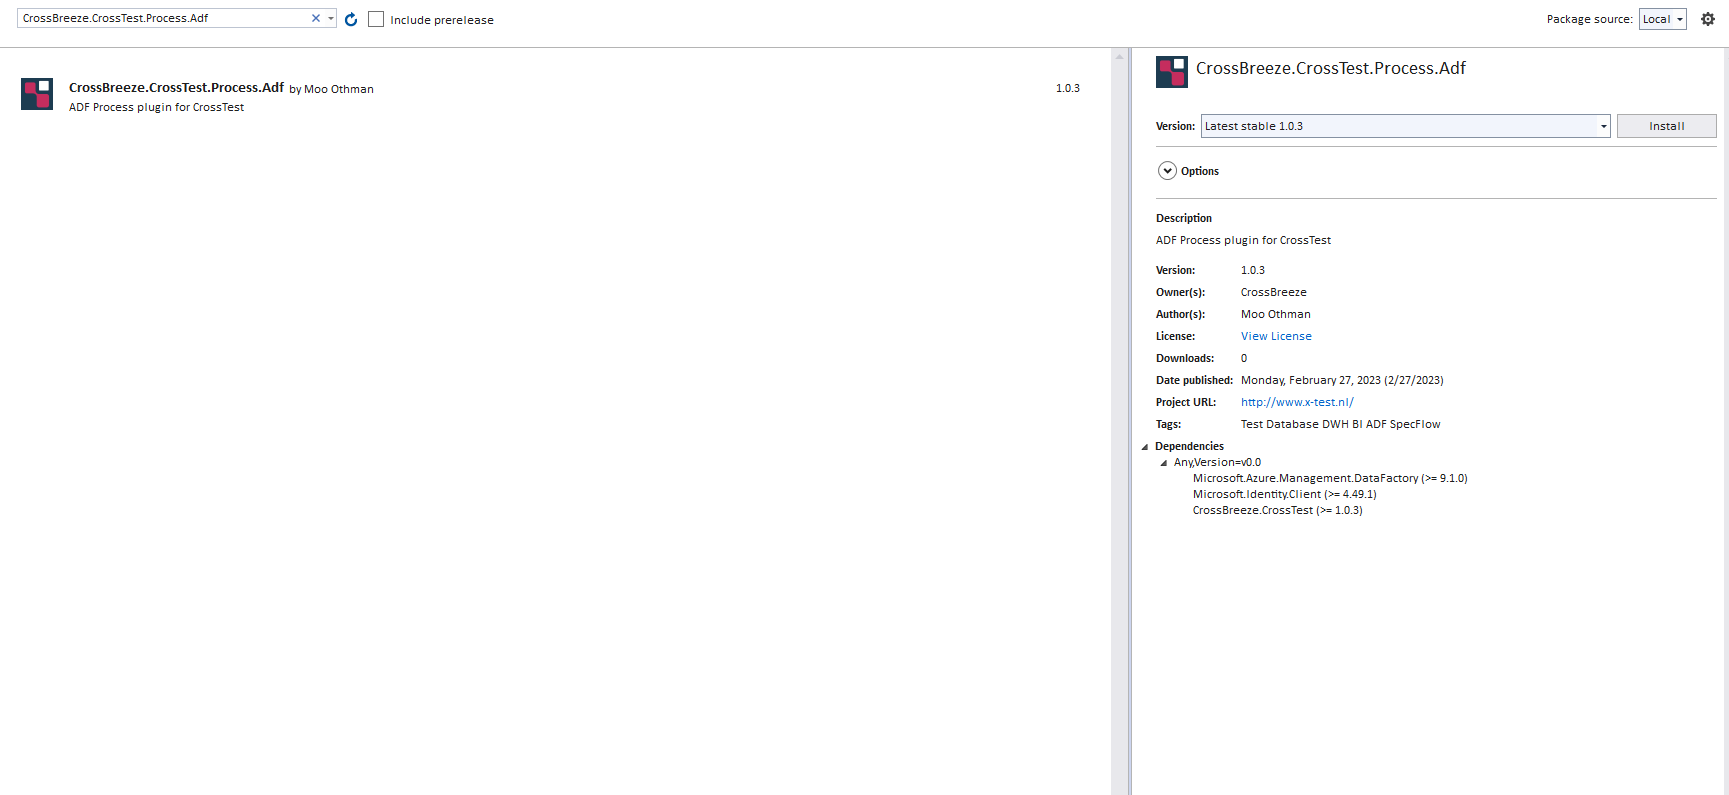 CrossBreeze.CrossTest.Process.Adf
Include prerelease
Package source: Local
CrossBreeze.CrossTest.Process.Adf by Moo Othman 1.0.3
ADF Process plugin for CrossTest
CrossBreeze.CrossTest.Process.Adf
Version: Latest stable 1.0.3 Install
Options
Description
ADF Process plugin for CrossTest
Version: 1.0.3
Owner(s): CrossBreeze
Author(s): Moo Othman
License: View License
Downloads: 0
Date published: Monday, February 27, 2023 (2/27/2023)
Project URL: http://www.x-test.nl/
Tags: Test Database DWH BI ADF SpecFlow
Dependencies
Any,Version=v0.0
Microsoft.Azure.Management.DataFactory (>= 9.1.0)
Microsoft.Identity.Client (>= 4.49.1)
CrossBreeze.CrossTest (>= 1.0.3)